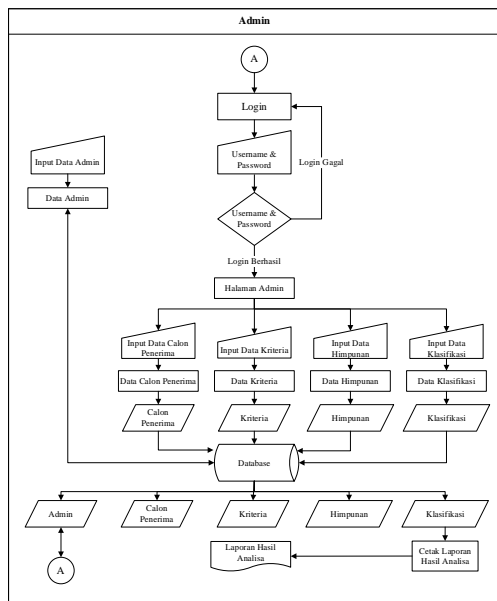 Admin
A
Login
Input Data Admin
Username &
Password
Login Gagal
Data Admin
Username &
Password
Login Berhasil
Halaman Admin
Input Data Calon
Penerima
Input Data Kriteria
Input Data
Himpunan
Input Data
Klasifikasi
Data Calon Penerima
Data Kriteria
Data Himpunan
Data Klasifikasi
Calon
Penerima
Kriteria
Himpunan
Klasifikasi
Database
Admin
Calon
Penerima
Kriteria
Himpunan
Klasifikasi
Laporan Hasil
Analisa
Cetak Laporan
Hasil Analisa
A